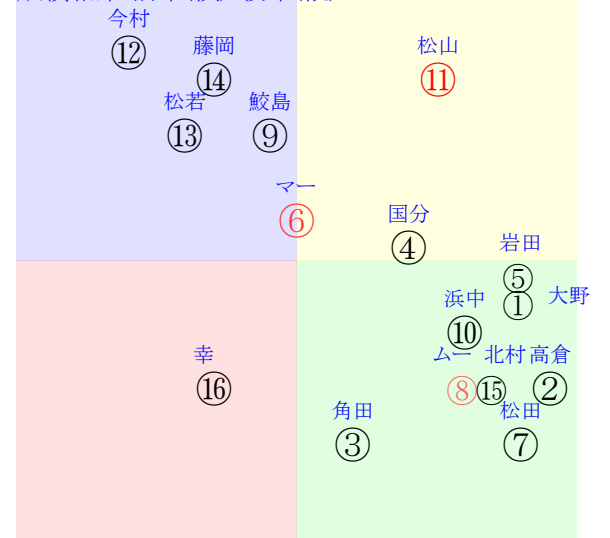 今村
⑫
藤岡
⑭
松山
⑪
松若
⑬
鮫島
⑨
マー
⑥
国分
④
岩田
⑤
大野
①
浜中
⑩
ムー
⑧
北村
⑮
高倉
②
幸
⑯
角田
③
松田
⑦